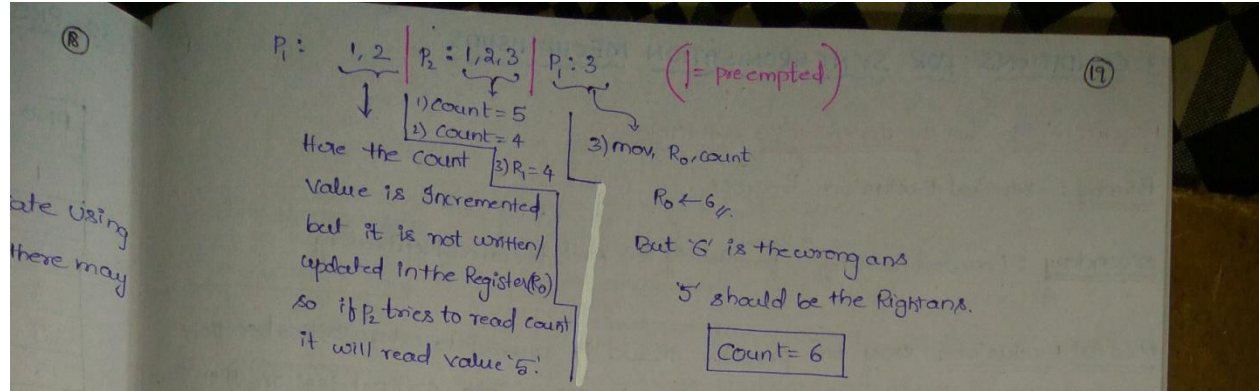 18
19
P₁ : 1, 2 | P₂ : 1, 2, 3 | P₁ : 3 (| = preempted)
1) count = 5
2) count = 4
3) R₁ = 4
Here the count
value is Incremented
but it is not written/
updated in the Register(R₀)
so if P₂ tries to read count
it will read value '5'.
3) mov, R₀, count
R₀ ← 6
But '6' is the wrong ans
'5' should be the Right ans.
Count = 6
ate using
there may